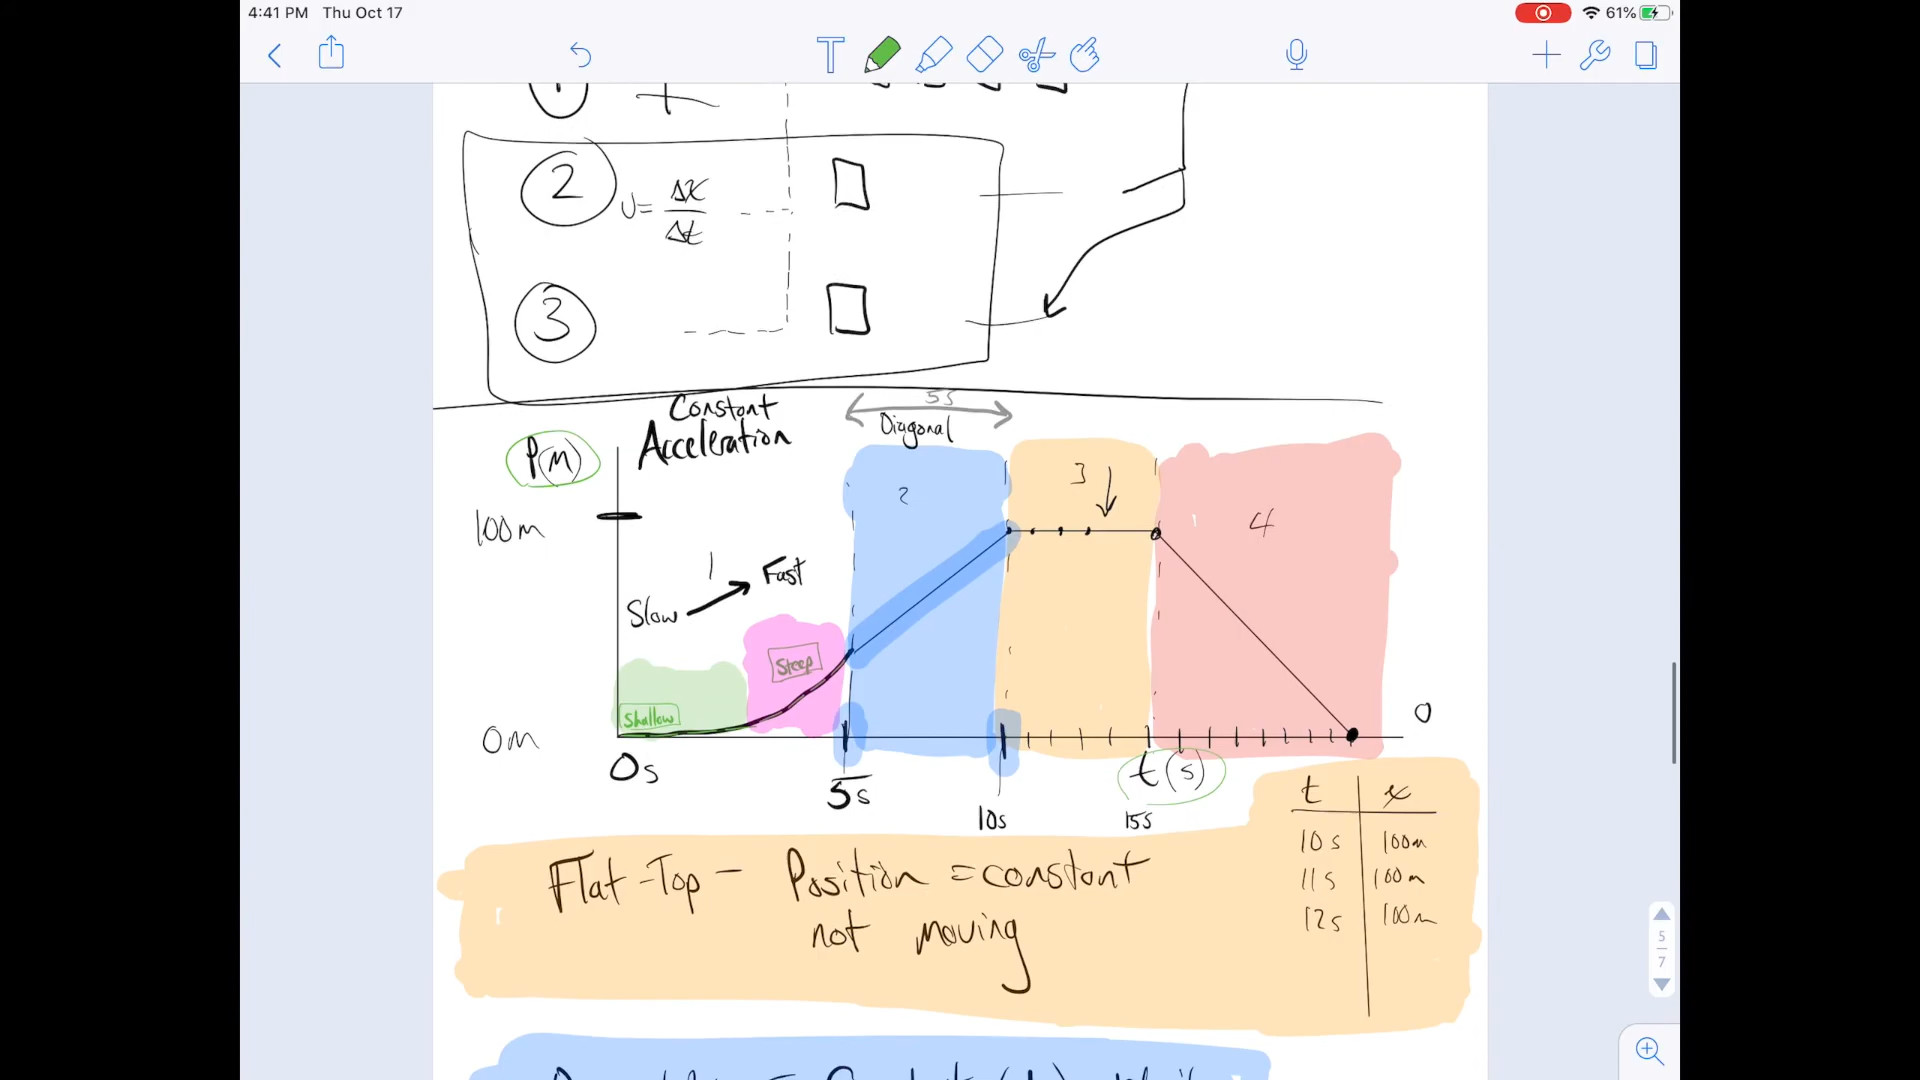 4:41 PM Thu Oct 17
61%
T
2
U = ΔX
Δt
3
Constant
Acceleration
5s
Diagonal
P(M)
100m
1
Slow
Fast
2
3
4
Steep
Shallow
0m
0
0s
5s
10s
15s
t(s)
t x
10s 100m
11s 100m
12s 100m
Flat-Top - Position = constant
not moving
5
7